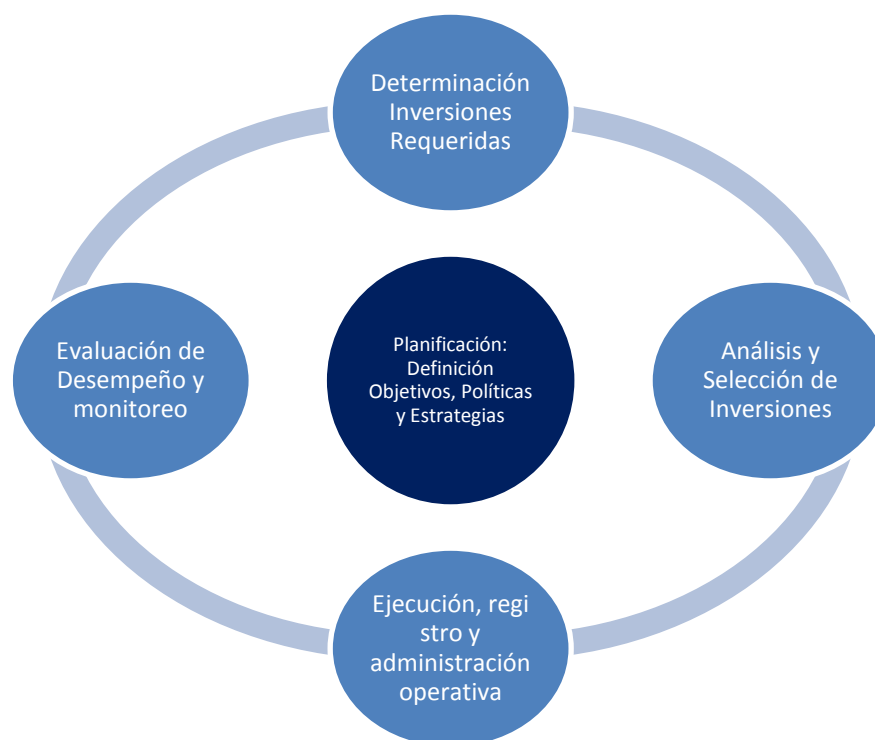 Determinación
Inversiones
Requeridas
Evaluación de
Desempeño y
monitoreo
Planificación:
Definición
Objetivos, Políticas
y Estrategias
Análisis y
Selección de
Inversiones
Ejecución, regi
stro y
administración
operativa